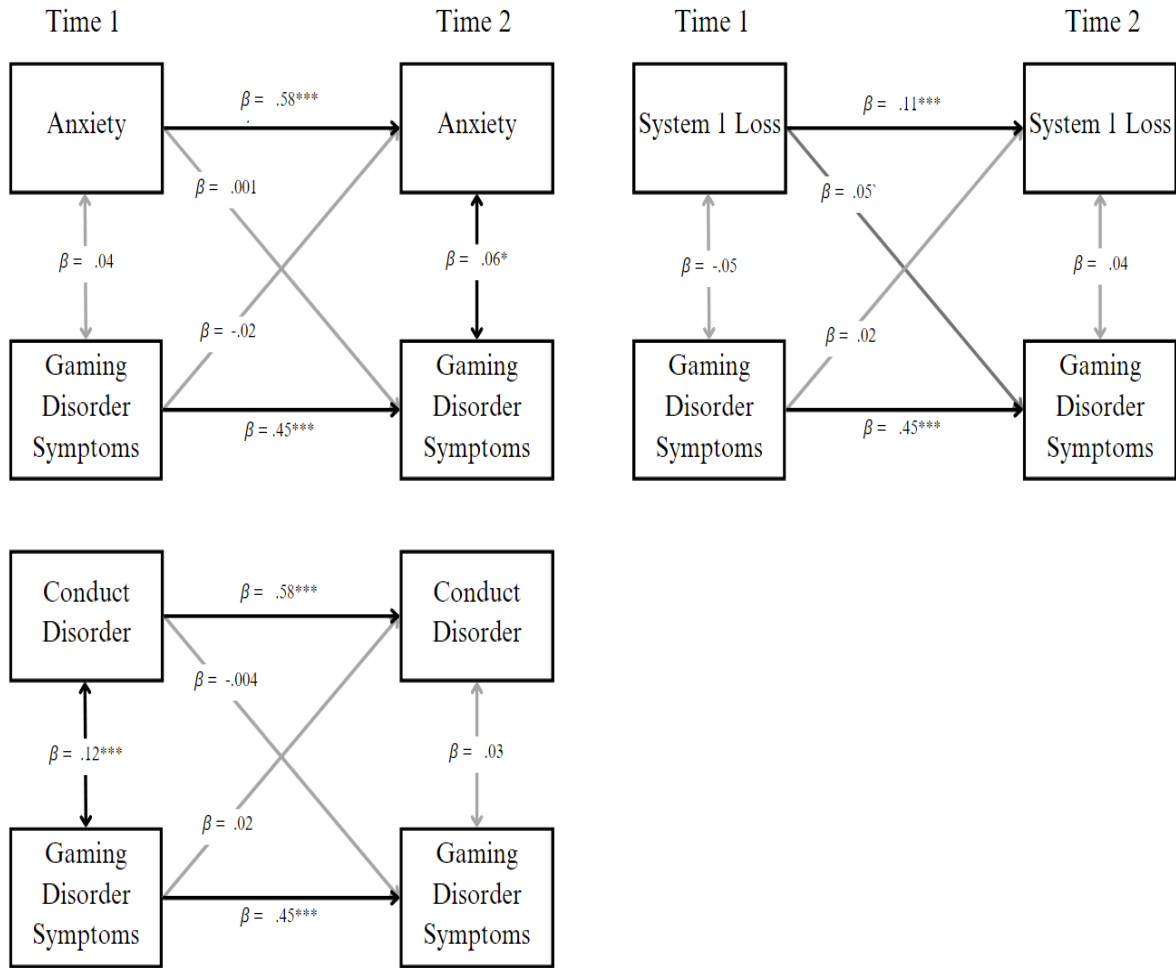 Time 1
Time 2
Anxiety
β = .58***
Anxiety
β = .001
β = .04
β = .06*
β = -.02
Gaming
Disorder
Symptoms
β =.45***
Gaming
Disorder
Symptoms
Time 1
Time 2
System 1 Loss
β = .11***
System 1 Loss
β = .05`
β = -.05
β = .04
β = .02
Gaming
Disorder
Symptoms
β = .45***
Gaming
Disorder
Symptoms
Conduct
Disorder
β = .58***
Conduct
Disorder
β = -.004
β = .12***
β = .03
β = .02
Gaming
Disorder
Symptoms
β = .45***
Gaming
Disorder
Symptoms